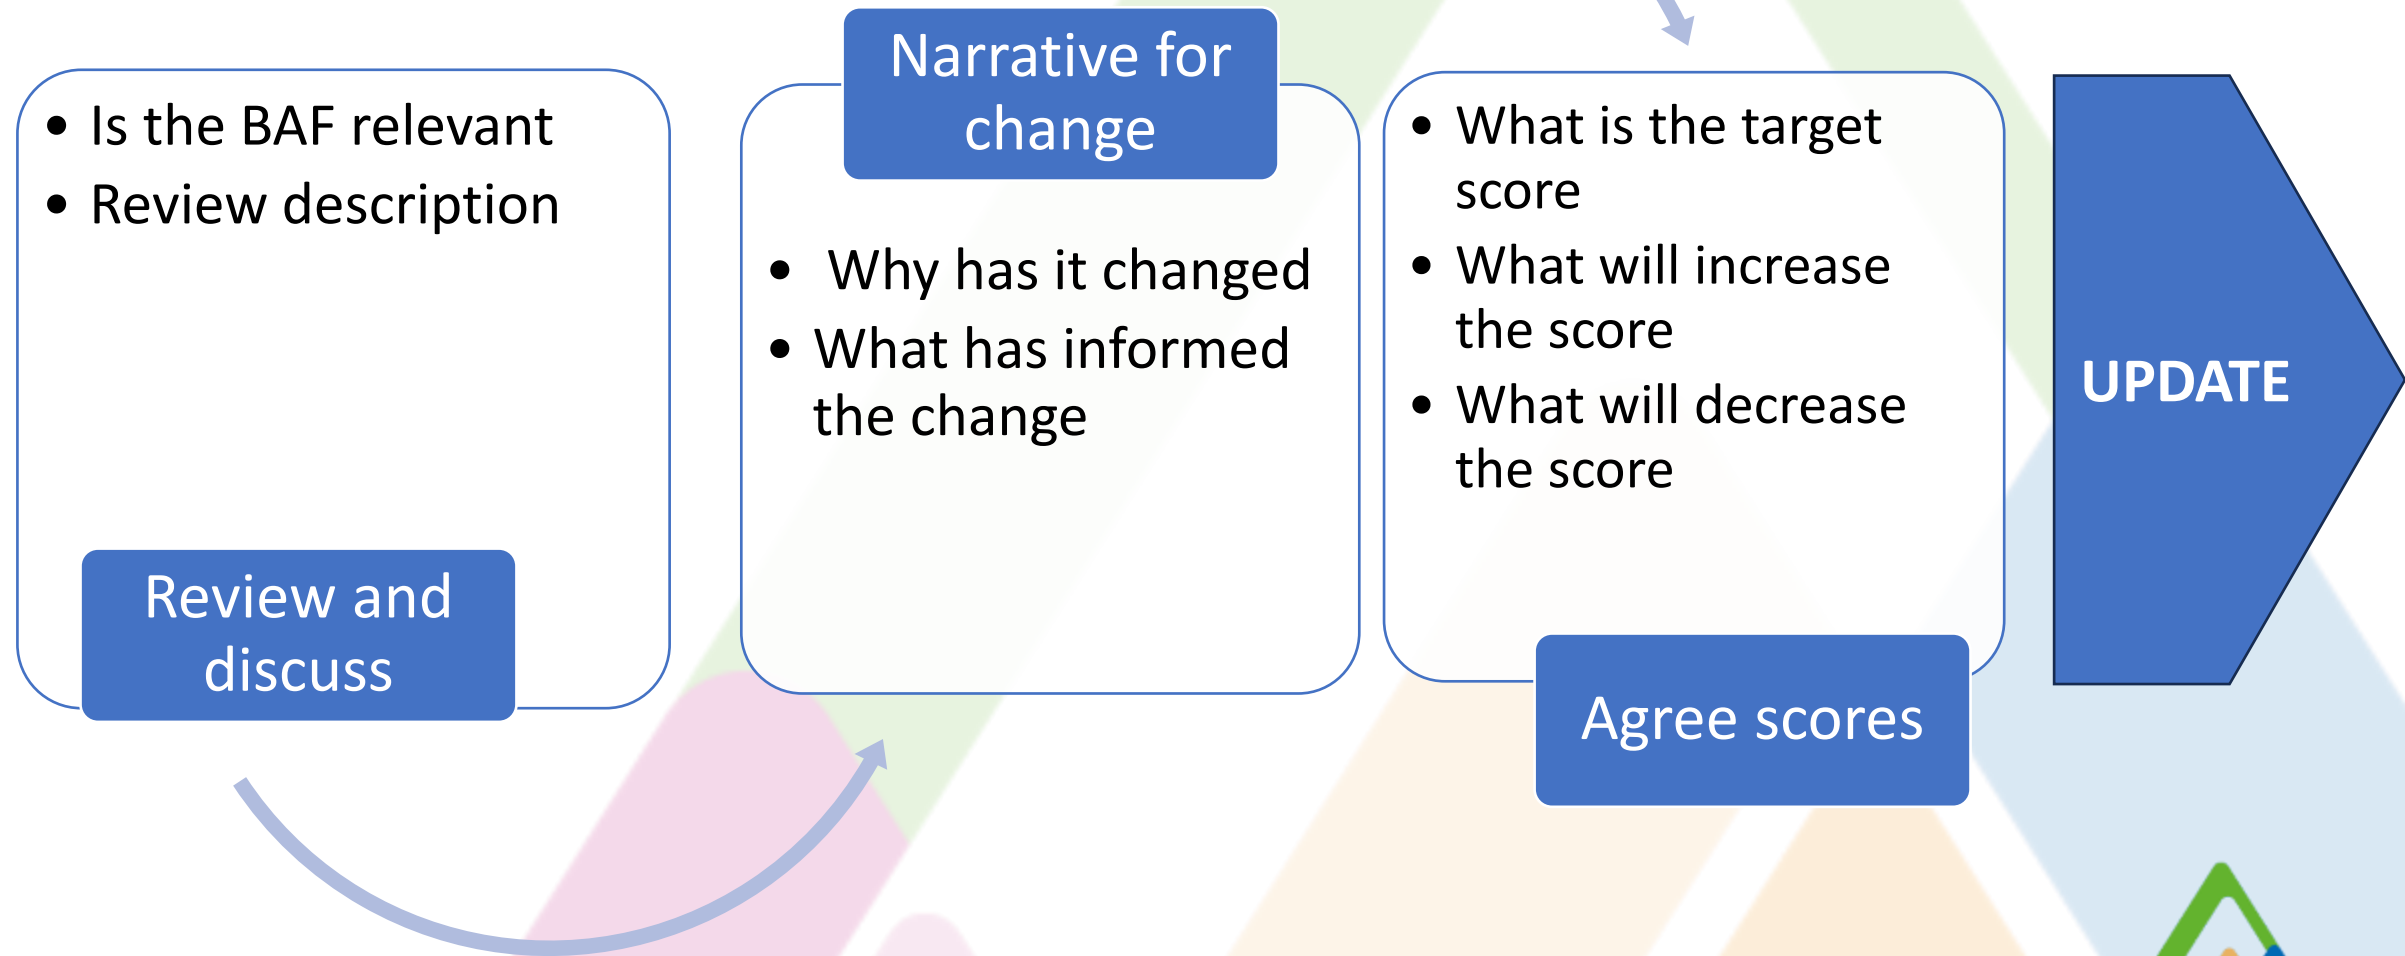 • Is the BAF relevant
• Review description
Review and
discuss
Narrative for
change
• Why has it changed
• What has informed
the change
• What is the target
score
• What will increase
the score
• What will decrease
the score
Agree scores
UPDATE